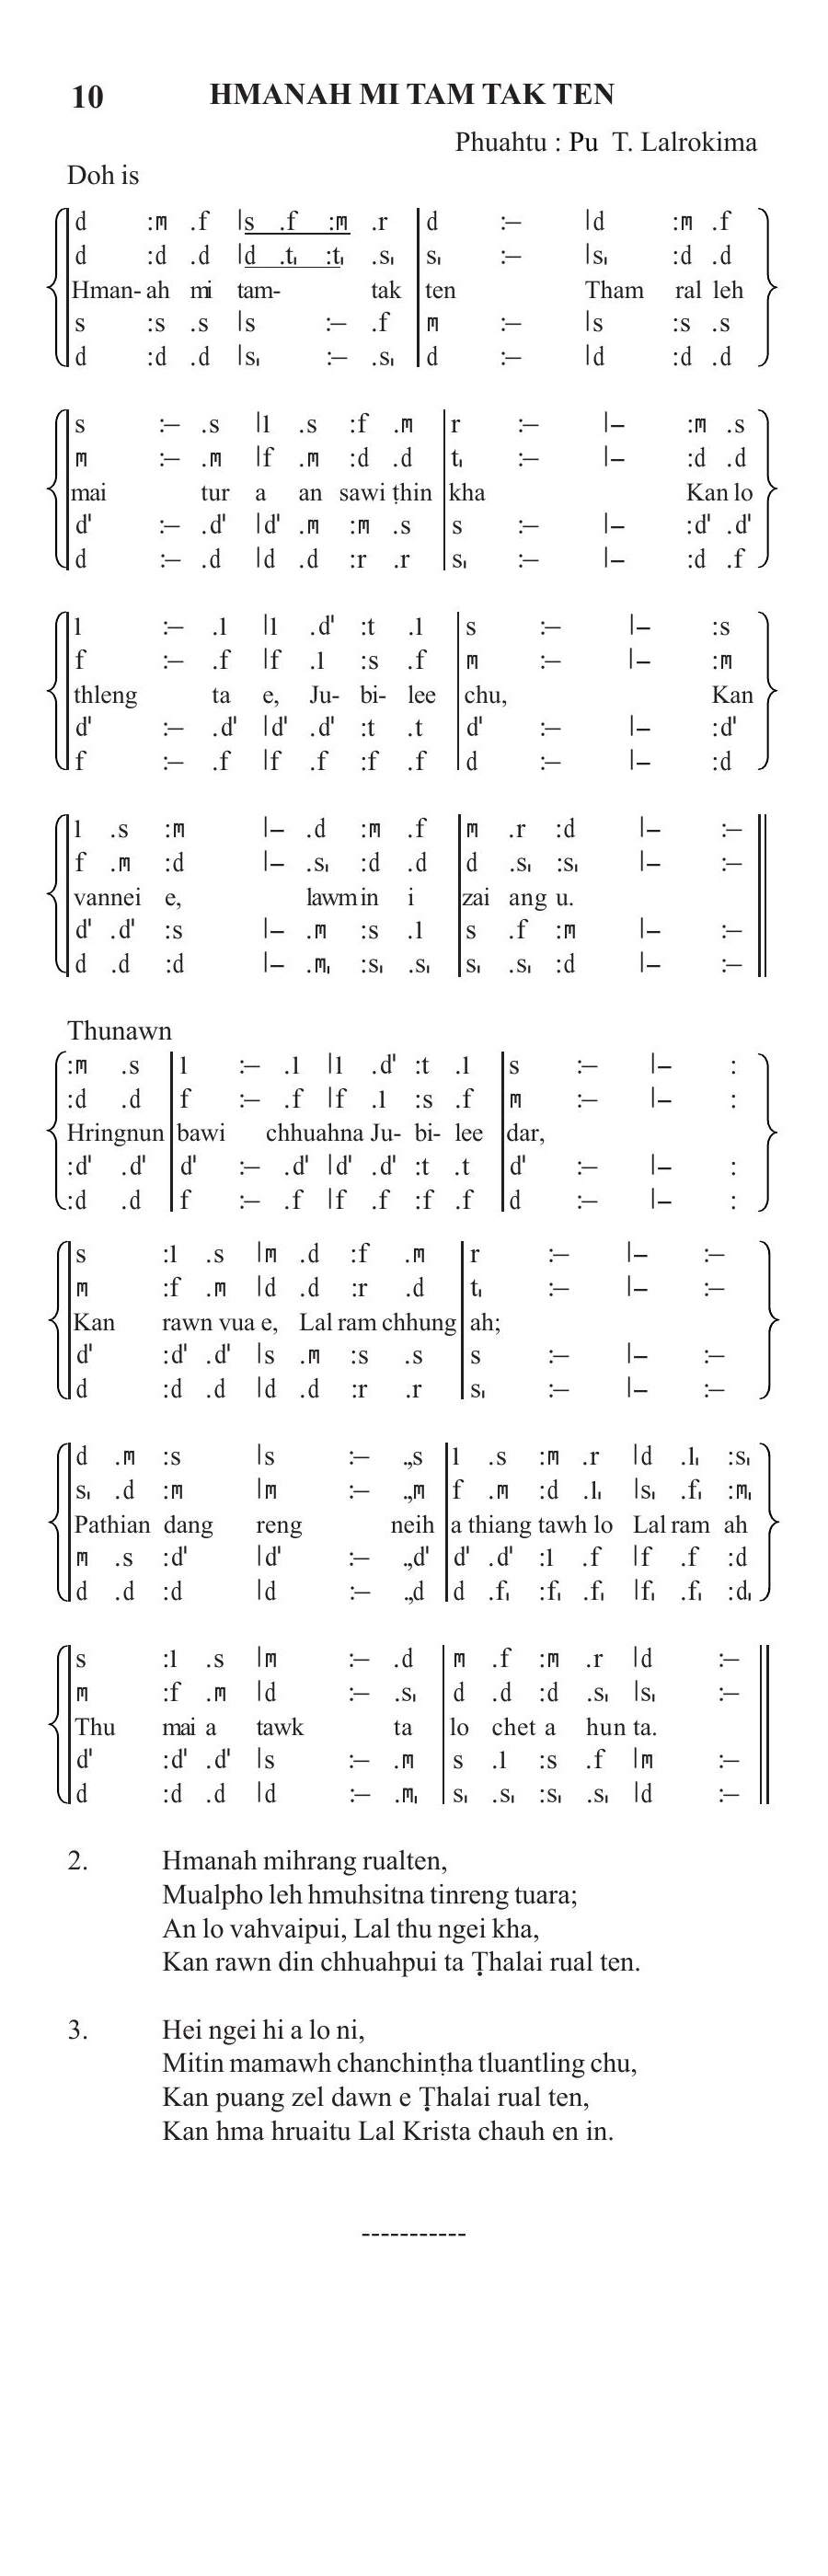 10 HMANAH MI TAM TAK TEN
Phuahtu : Pu T. Lalrokima
Doh is
d :m .f |s .f :m .r | d :– |d :m .f
d :d .d |d .t, :t, .s, | s, :– |s, :d .d
Hman- ah mi tam- tak ten Tham ral leh
s :s .s |s :– .f | m :– |s :s .s
d :d .d |s, :– .s, | d :– |d :d .d
s :– .s |l .s :f .m | r :– |– :m .s
m :– .m |f .m :d .d | t, :– |– :d .d
mai tur a an sawi ṭhin kha Kan lo
d' :– .d' |d' .m :m .s | s :– |– :d' .d'
d :– .d |d .d :r .r | s, :– |– :d .f
l :– .l |l .d' :t .l | s :– |– :s
f :– .f |f .l :s .f | m :– |– :m
thleng ta e, Ju- bi- lee chu, Kan
d' :– .d' |d' .d' :t .t | d' :– |– :d'
f :– .f |f .f :f .f | d :– |– :d
l .s :m |– .d :m .f | m .r :d |– :– ||
f .m :d |– .s, :d .d | d .s, :s, |– :– ||
vannei e, lawm in i zai ang u.
d' .d' :s |– .m :s .l | s .f :m |– :– ||
d .d :d |– .m, :s, .s, | s, .s, :d |– :– ||
Thunawn
:m .s | l :– .l |l .d' :t .l | s :– |– :
:d .d | f :– .f |f .l :s .f | m :– |– :
Hringnun bawi chhuahna Ju- bi- lee dar,
:d' .d' | d' :– .d' |d' .d' :t .t | d' :– |– :
:d .d | f :– .f |f .f :f .f | d :– |– :
s :l .s |m .d :f .m | r :– |– :–
m :f .m |d .d :r .d | t, :– |– :–
Kan rawn vua e, Lal ram chhung ah;
d' :d' .d' |s .m :s .s | s :– |– :–
d :d .d |d .d :r .r | s, :– |– :–
d .m :s |s :– .,s | l .s :m .r |d .l, :s,
s, .d :m |m :– .,m | f .m :d .l, |s, .f, :m,
Pathian dang reng neih a thiang tawh lo Lal ram ah
m .s :d' |d' :– .,d' | d' .d' :l .f |f .f :d
d .d :d |d :– .,d | d .f, :f, .f, |f, .f, :d,
s :l .s |m :– .d | m .f :m .r |d :– ||
m :f .m |d :– .s, | d .d :d .s, |s, :– ||
Thu mai a tawk ta lo chet a hun ta.
d' :d' .d' |s :– .m | s .l :s .f |m :– ||
d :d .d |d :– .m, | s, .s, :s, .s, |d :– ||
2. Hmanah mihrang rualten,
Mualpho leh hmuhsitna tinreng tuara;
An lo vahvaipui, Lal thu ngei kha,
Kan rawn din chhuahpui ta Ṭhalai rual ten.
3. Hei ngei hi a lo ni,
Mitin mamawh chanchinṭha tluantling chu,
Kan puang zel dawn e Ṭhalai rual ten,
Kan hma hruaitu Lal Krista chauh en in.
-----------